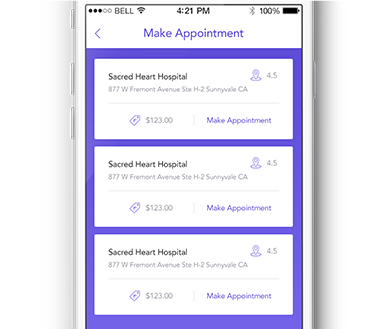 BELL 4:21 PM 100%
Make Appointment
Sacred Heart Hospital 4.5
877 W Fremont Avenue Ste H-2 Sunnyvale CA
$123.00 Make Appointment
Sacred Heart Hospital 4.5
877 W Fremont Avenue Ste H-2 Sunnyvale CA
$123.00 Make Appointment
Sacred Heart Hospital 4.5
877 W Fremont Avenue Ste H-2 Sunnyvale CA
$123.00 Make Appointment